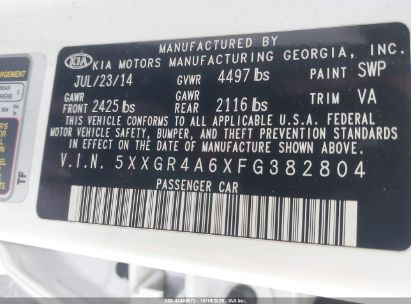 MANUFACTURED BY
KIA KIA MOTORS MANUFACTURING GEORGIA, INC.
JUL/23/14 GVWR 4497 lbs PAINT SWP
GAWR FRONT 2425 lbs GAWR REAR 2116 lbs TRIM VA
THIS VEHICLE CONFORMS TO ALL APPLICABLE U.S.A. FEDERAL
MOTOR VEHICLE SAFETY, BUMPER, AND THEFT PREVENTION STANDARDS IN
EFFECT ON THE DATE OF MANUFACTURE SHOWN ABOVE.
V.I.N. 5XXGR4A6XFG382804
PASSENGER CAR
TF